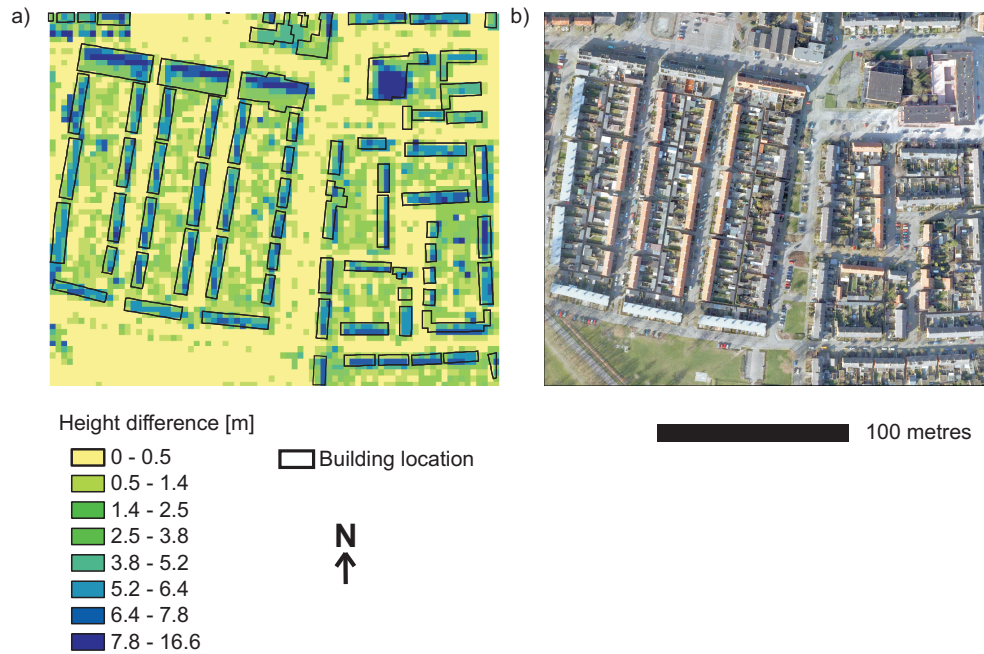 a)
b)
Height difference [m]
0 - 0.5
0.5 - 1.4
1.4 - 2.5
2.5 - 3.8
3.8 - 5.2
5.2 - 6.4
6.4 - 7.8
7.8 - 16.6
Building location
N
100 metres